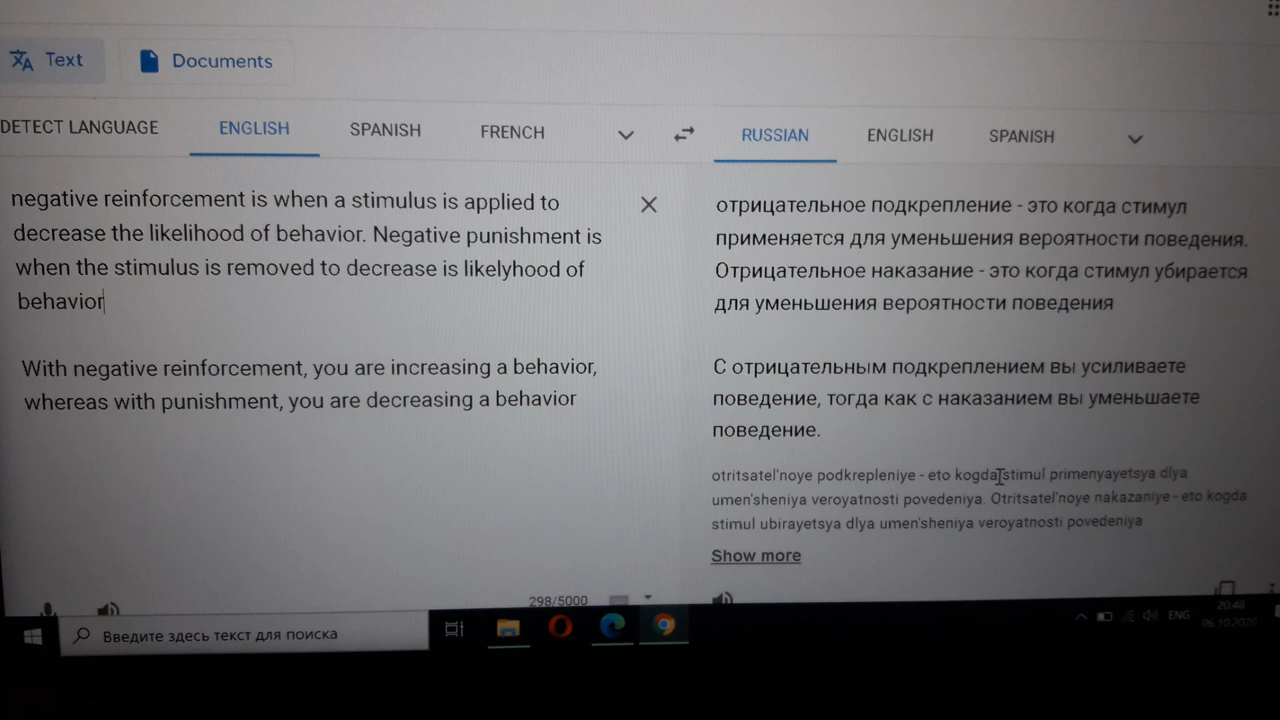 Text
Documents
DETECT LANGUAGE
ENGLISH
SPANISH
FRENCH
RUSSIAN
ENGLISH
SPANISH
negative reinforcement is when a stimulus is applied to
decrease the likelihood of behavior. Negative punishment is
when the stimulus is removed to decrease is likelyhood of
behavior
With negative reinforcement, you are increasing a behavior,
whereas with punishment, you are decreasing a behavior
298/5000
отрицательное подкрепление - это когда стимул
применяется для уменьшения вероятности поведения.
Отрицательное наказание - это когда стимул убирается
для уменьшения вероятности поведения
С отрицательным подкреплением вы усиливаете
поведение, тогда как с наказанием вы уменьшаете
поведение.
otritsatel'noye podkrepleniye - eto kogda stimul primenyayetsya dlya
umen'sheniya veroyatnosti povedeniya. Otritsatel'noye nakazaniye - eto kogda
stimul ubirayetsya dlya umen'sheniya veroyatnosti povedeniya
Show more
Введите здесь текст для поиска
ENG
20:48
06.10.2020